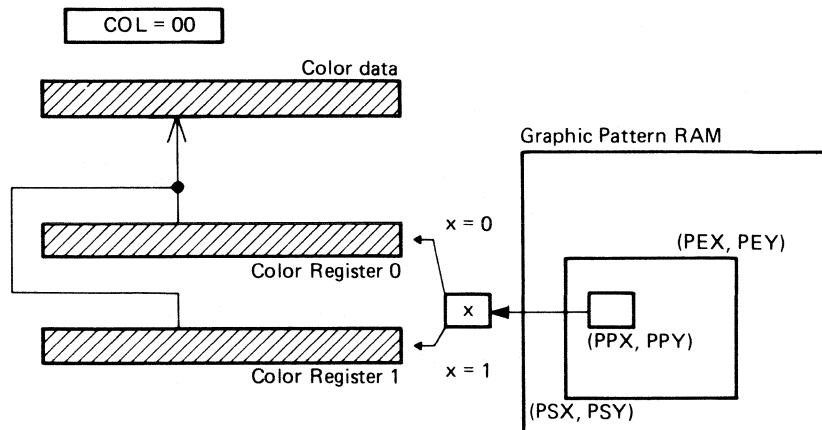 COL = 00
Color data
Graphic Pattern RAM
x = 0
(PEX, PEY)
Color Register 0
x
(PPX, PPY)
Color Register 1
x = 1
(PSX, PSY)